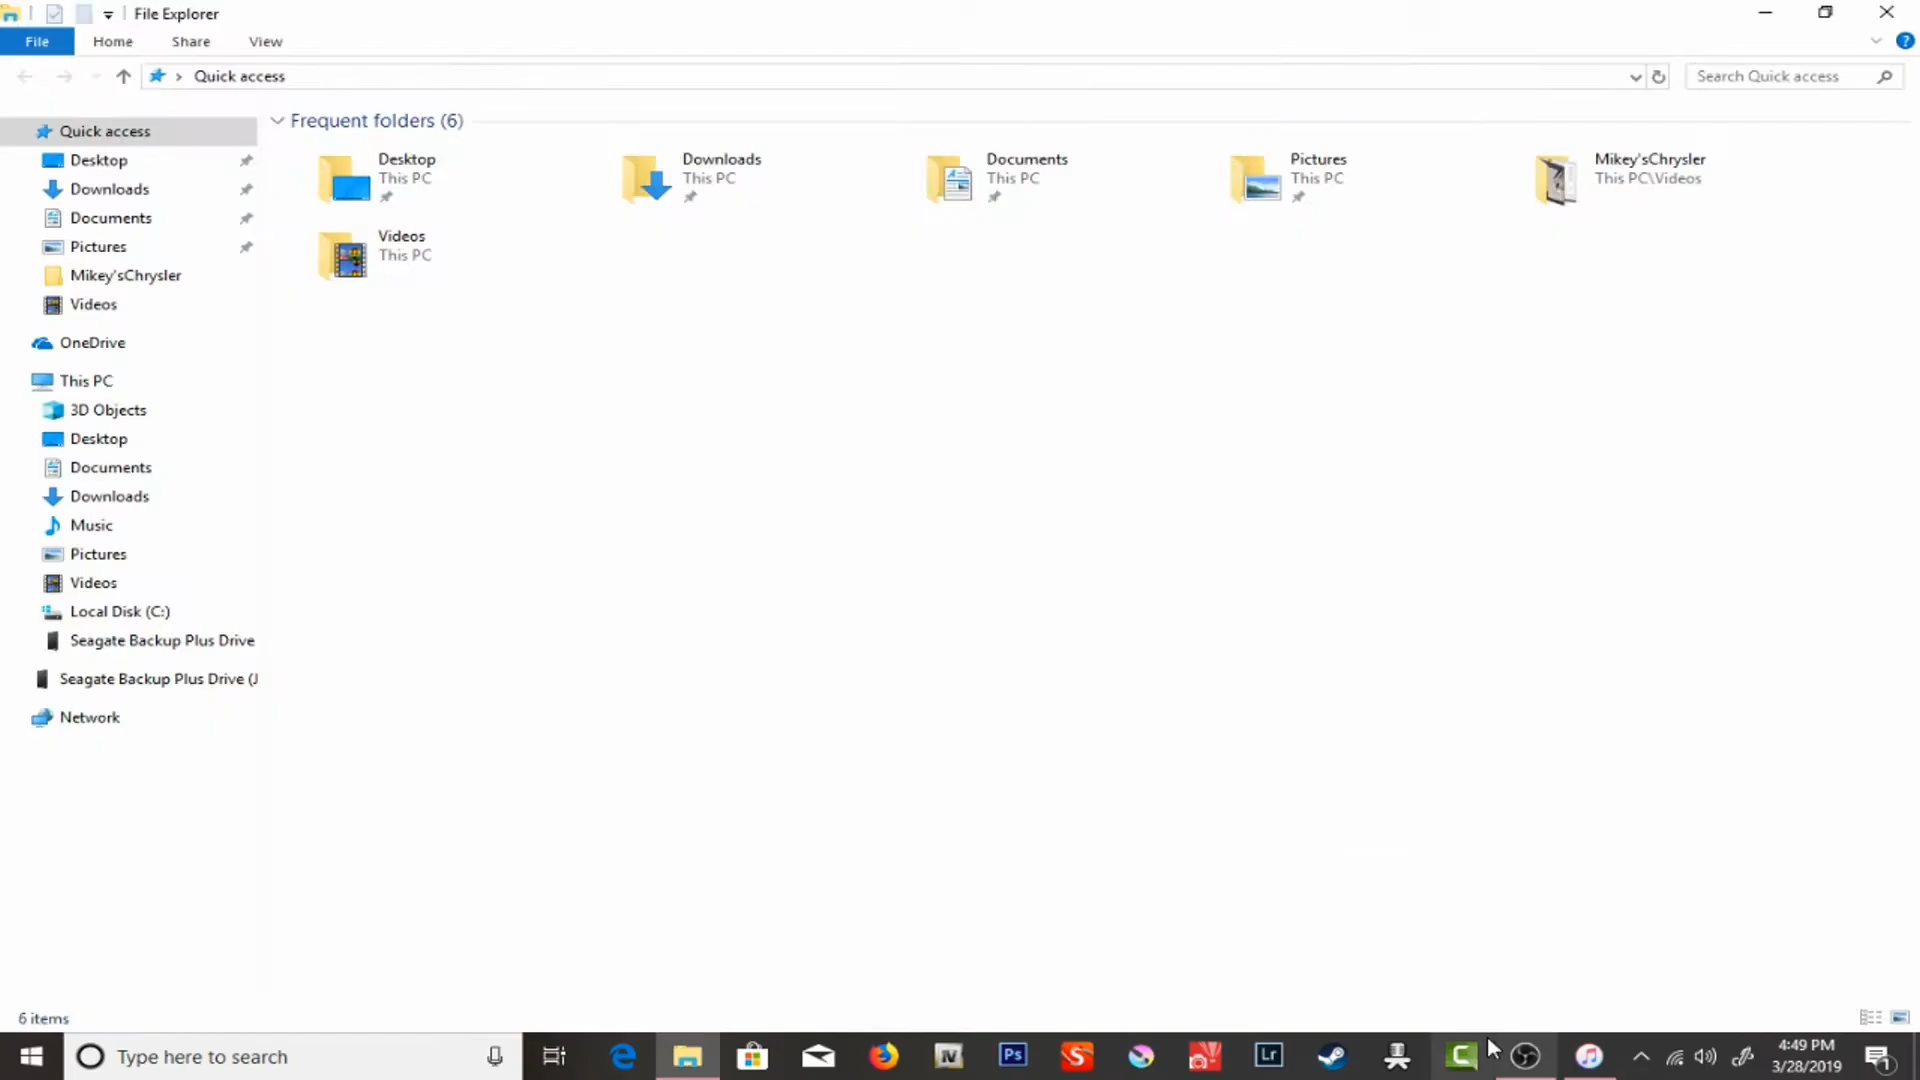 File Explorer
File Home Share View
Quick access
Search Quick access
Quick access
Desktop
Downloads
Documents
Pictures
Mikey'sChrysler
Videos
OneDrive
This PC
3D Objects
Desktop
Documents
Downloads
Music
Pictures
Videos
Local Disk (C:)
Seagate Backup Plus Drive
Seagate Backup Plus Drive (J
Network
Frequent folders (6)
Desktop
This PC
Downloads
This PC
Documents
This PC
Pictures
This PC
Mikey'sChrysler
This PC\Videos
Videos
This PC
6 items
Type here to search
IV
Ps
S
Lr
C
4:49 PM
3/28/2019
1